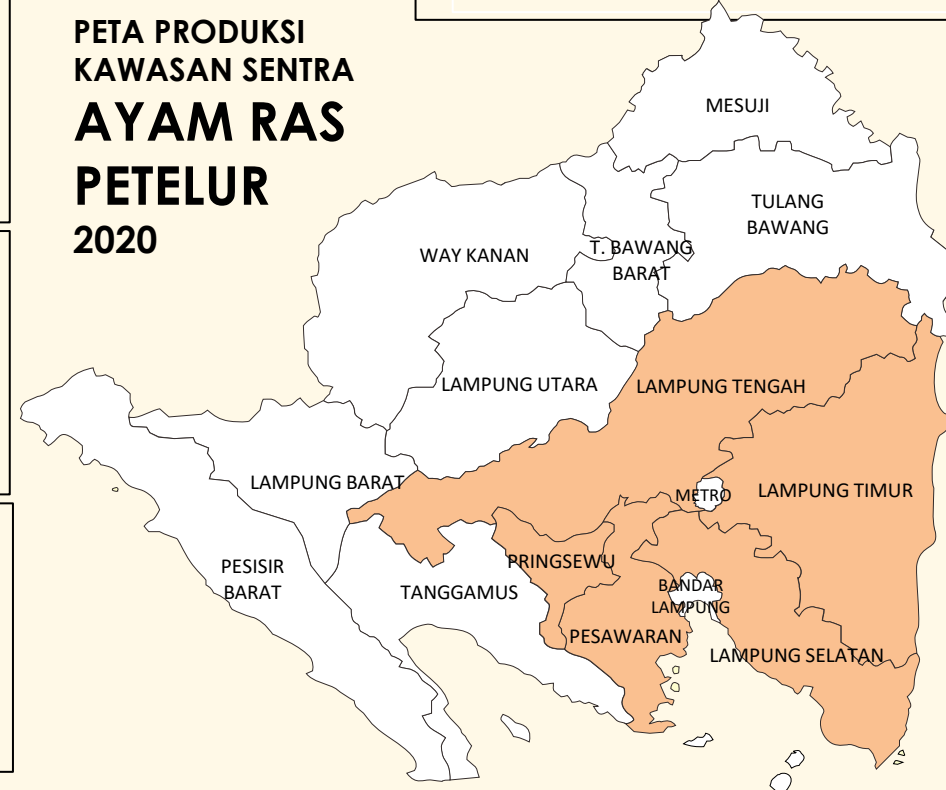 PETA PRODUKSI
KAWASAN SENTRA
AYAM RAS
PETELUR
2020
MESUJI
TULANG
BAWANG
T. BAWANG
BARAT
WAY KANAN
LAMPUNG UTARA
LAMPUNG TENGAH
LAMPUNG BARAT
METRO
LAMPUNG TIMUR
PESISIR
BARAT
TANGGAMUS
PRINGSEWU
BANDAR
LAMPUNG
PESAWARAN
LAMPUNG SELATAN